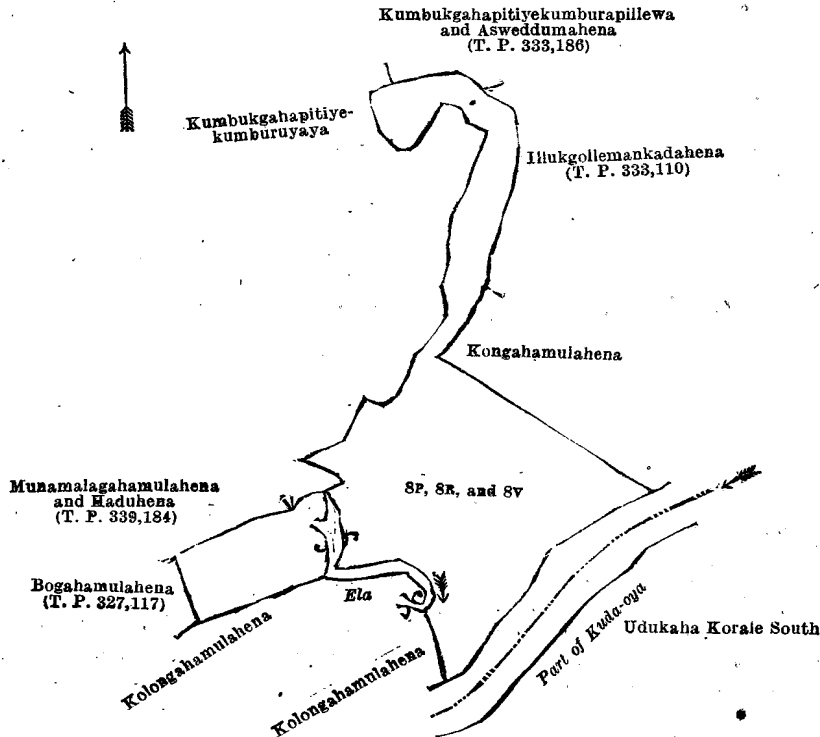 Kumbukgahapitiyekumburapillewa
and Asweddumahena
(T. P. 333,186)
Kumbukgahapitiye-
kumburuyaya
Illukgollemankadahena
(T. P. 333,110)
Kongahamulahena
Munamalagahamulahena
and Haduhena
(T. P. 339,184)
8P, 8R, and 8V
Bogahamulahena
(T. P. 327,117)
Ela
Kolongahamulahena
Kolongahamulahena
Part of Kuda-oya
Udukaha Korale South